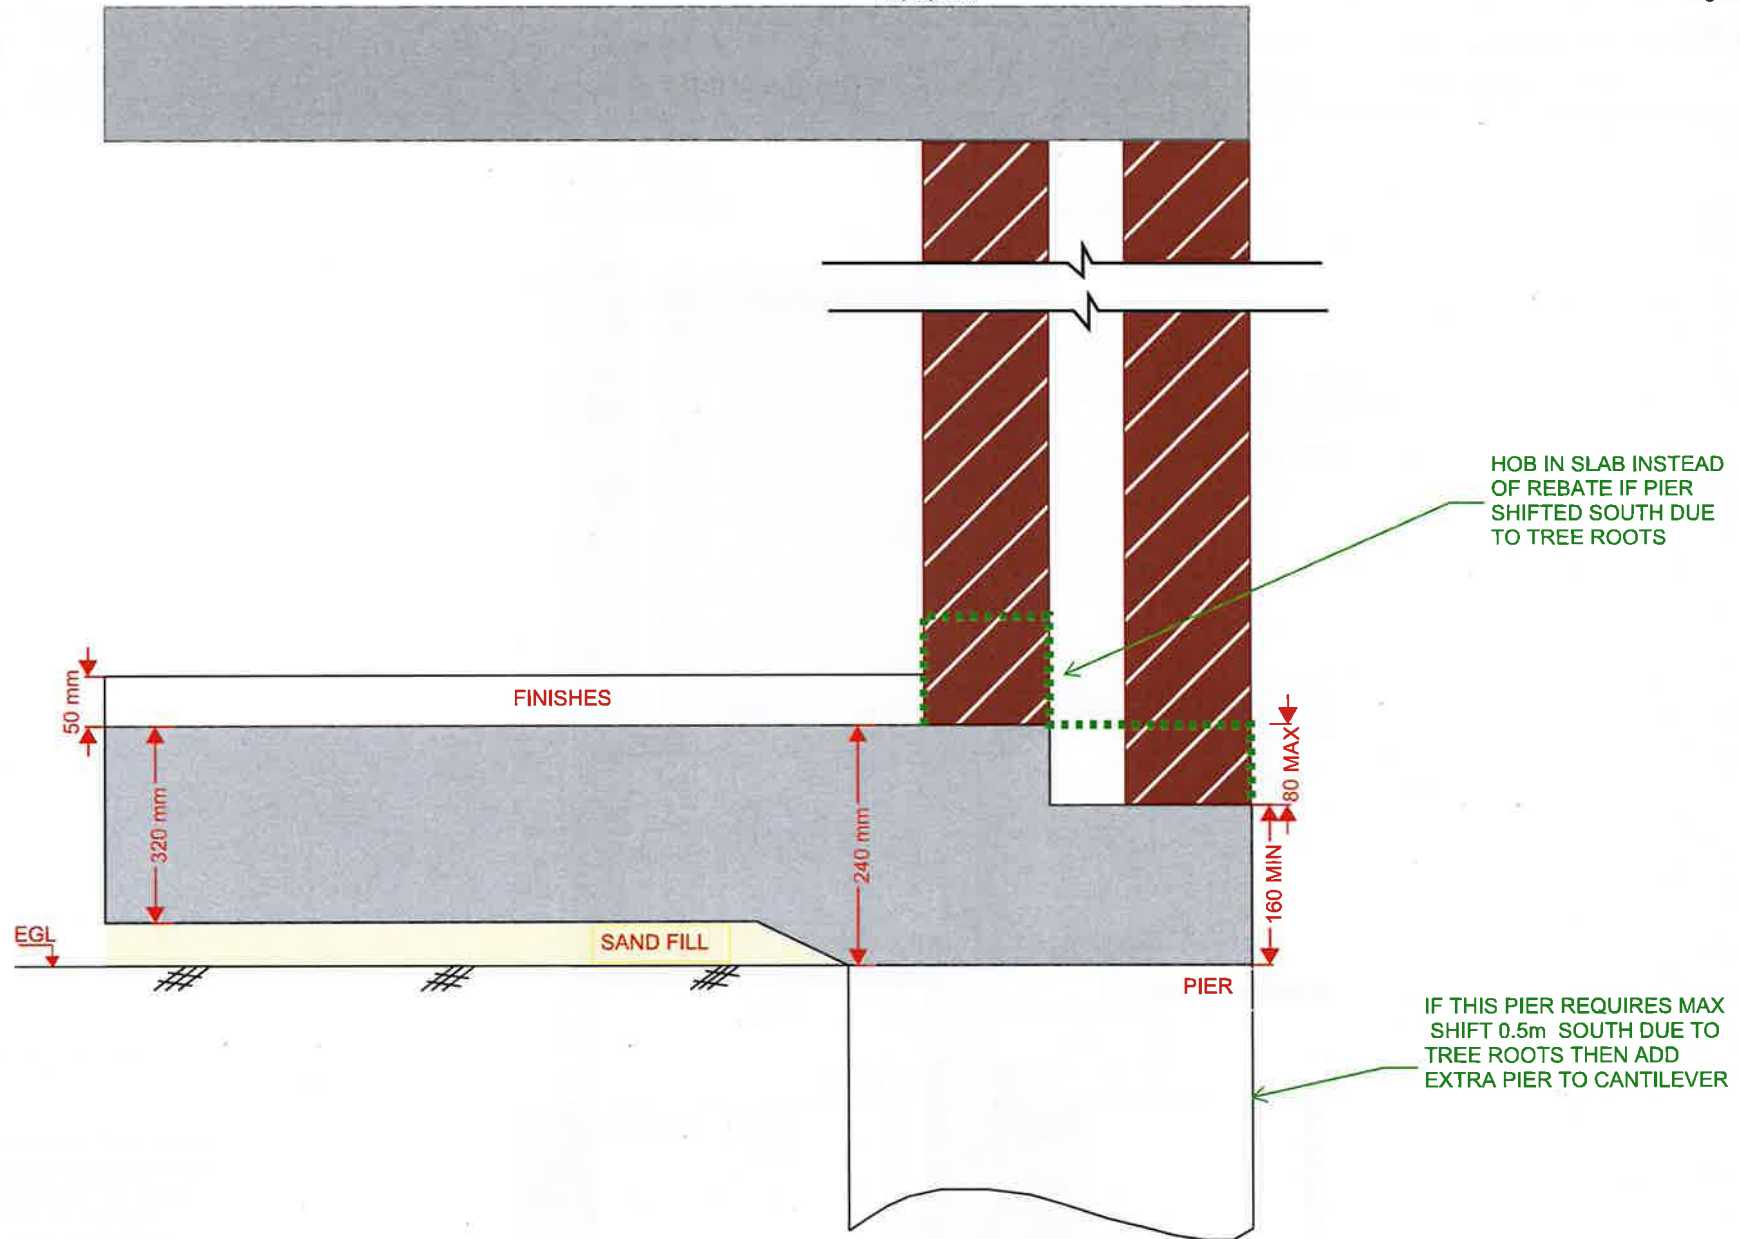 HOB IN SLAB INSTEAD
OF REBATE IF PIER
SHIFTED SOUTH DUE
TO TREE ROOTS
50 mm
FINISHES
80 MAX
320 mm
240 mm
160 MIN
EGL
SAND FILL
PIER
IF THIS PIER REQUIRES MAX
SHIFT 0.5m SOUTH DUE TO
TREE ROOTS THEN ADD
EXTRA PIER TO CANTILEVER